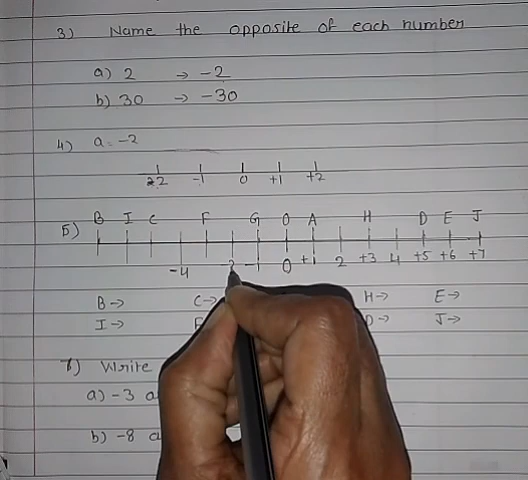 3) Name the opposite of each number
a) 2 → -2
b) 30 → -30
4) a = -2
-2 -1 0 +1 +2
5) B I C F G O A H D E J
-4 -1 0 +1 2 +3 4 +5 +6 +7
B→ C→ H→ E→
I→ D→ J→
7) Write
a) -3 a
b) -8 a